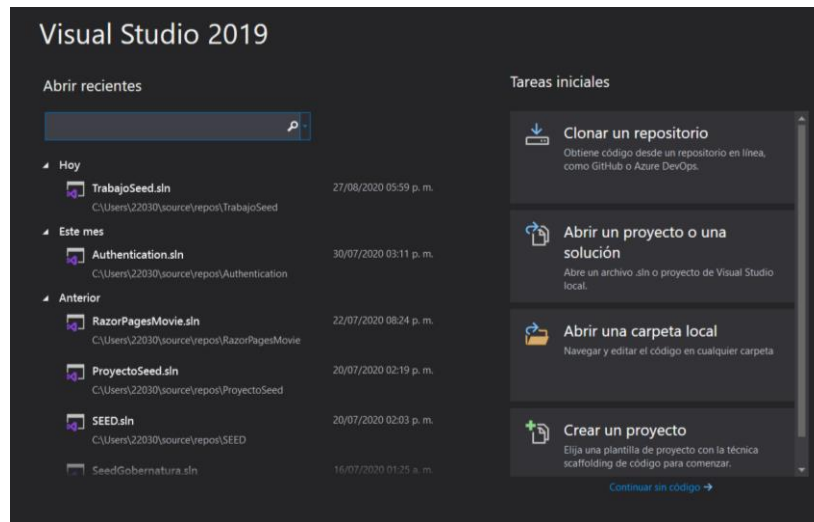 Visual Studio 2019
Abrir recientes
Hoy
TrabajoSeed.sln 27/08/2020 05:59 p. m.
C:\Users\22030\source\repos\TrabajoSeed
Este mes
Authentication.sln 30/07/2020 03:11 p. m.
C:\Users\22030\source\repos\Authentication
Anterior
RazorPagesMovie.sln 22/07/2020 08:24 p. m.
C:\Users\22030\source\repos\RazorPagesMovie
ProyectoSeed.sln 20/07/2020 02:19 p. m.
C:\Users\22030\source\repos\ProyectoSeed
SEED.sln 20/07/2020 02:03 p. m.
C:\Users\22030\source\repos\SEED
SeedGobernatura.sln 16/07/2020 01:25 a. m.
Tareas iniciales
Clonar un repositorio
Obtiene código desde un repositorio en línea,
como GitHub o Azure DevOps.
Abrir un proyecto o una
solución
Abre un archivo .sln o proyecto de Visual Studio
local.
Abrir una carpeta local
Navegar y editar el código en cualquier carpeta
Crear un proyecto
Elija una plantilla de proyecto con la técnica
scaffolding de código para comenzar.
Continuar sin código →